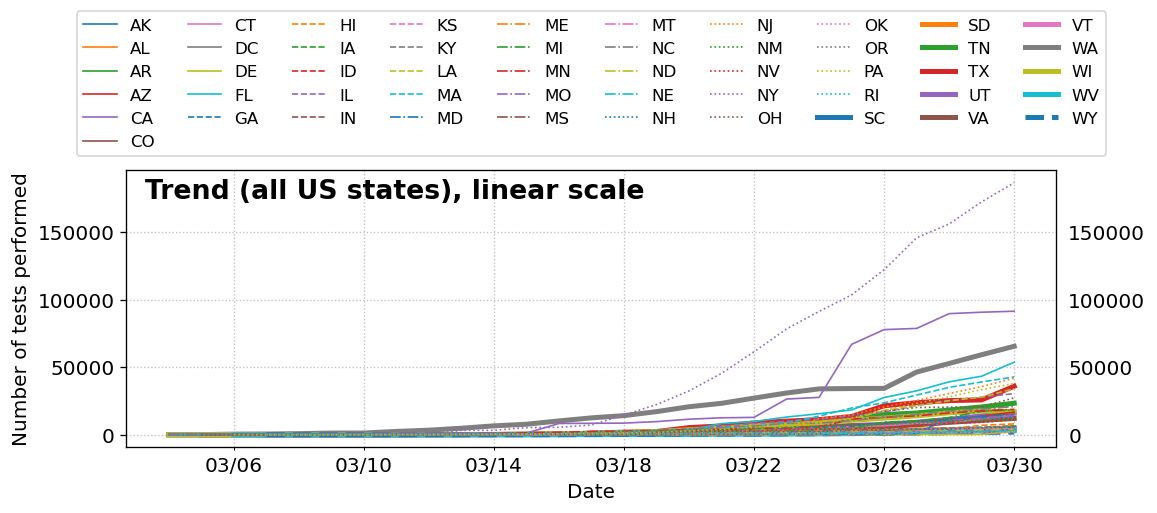 AK CT HI KS ME MT NJ OK SD VT
AL DC IA KY MI NC NM OR TN WA
AR DE ID LA MN ND NV PA TX WI
AZ FL IL MA MO NE NY RI UT WV
CA GA IN MD MS NH OH SC VA WY
CO
Trend (all US states), linear scale
Number of tests performed
150000 150000
100000 100000
50000 50000
0 0
03/06 03/10 03/14 03/18 03/22 03/26 03/30
Date